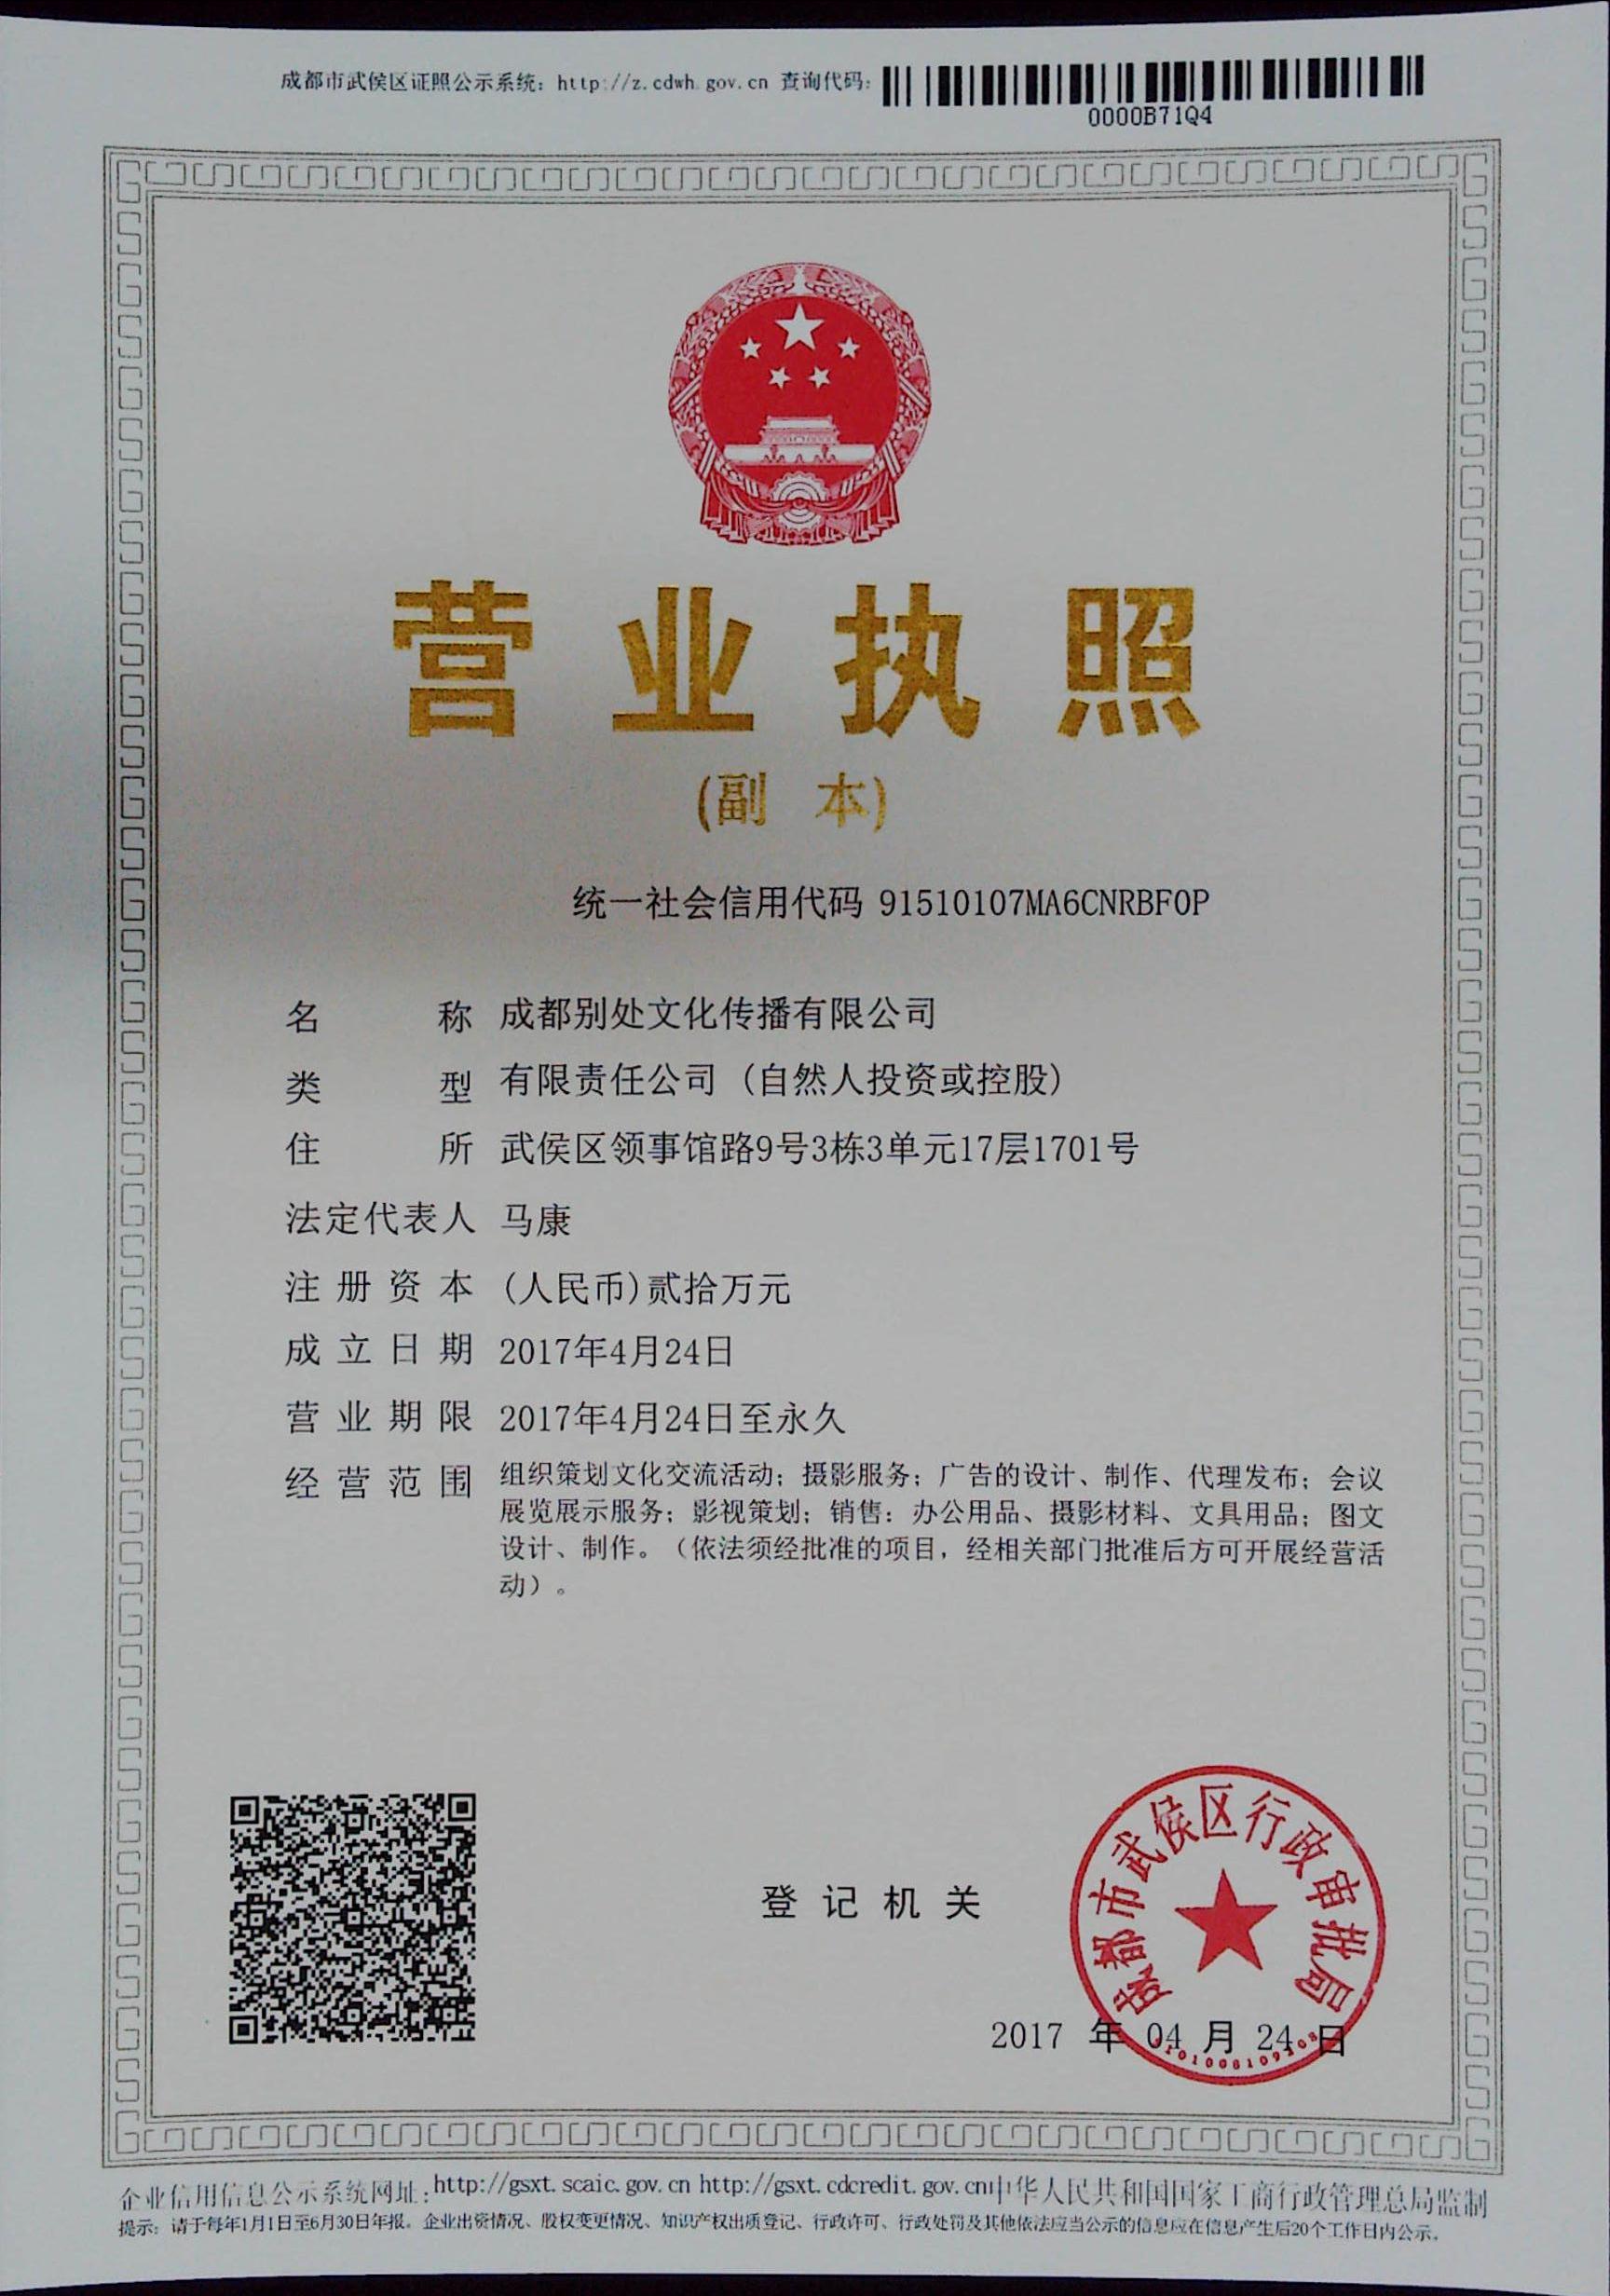 成都市武侯区证照公示系统：http://z.cdwh.gov.cn 查询代码：
0000B71Q4
营业执照
(副 本)
统一社会信用代码 91510107MA6CNRBF0P
名 称 成都别处文化传播有限公司
类 型 有限责任公司（自然人投资或控股）
住 所 武侯区领事馆路9号3栋3单元17层1701号
法定代表人 马康
注册资本 (人民币)贰拾万元
成立日期 2017年4月24日
营业期限 2017年4月24日至永久
经营范围 组织策划文化交流活动；摄影服务；广告的设计、制作、代理发布；会议
展览展示服务；影视策划；销售：办公用品、摄影材料、文具用品；图文
设计、制作。（依法须经批准的项目，经相关部门批准后方可开展经营活
动）。
成都市武侯区行政审批局
登记机关
2017 年 04 月 24 日
企业信用信息公示系统网址：http://gsxt.scaic.gov.cn http://gsxt.cdcredit.gov.cn中华人民共和国国家工商行政管理总局监制
提示：请于每年1月1日至6月30日年报。企业出资情况、股权变更情况、知识产权出质登记、行政许可、行政处罚及其他依法应当公示的信息应在信息产生后20个工作日内公示。